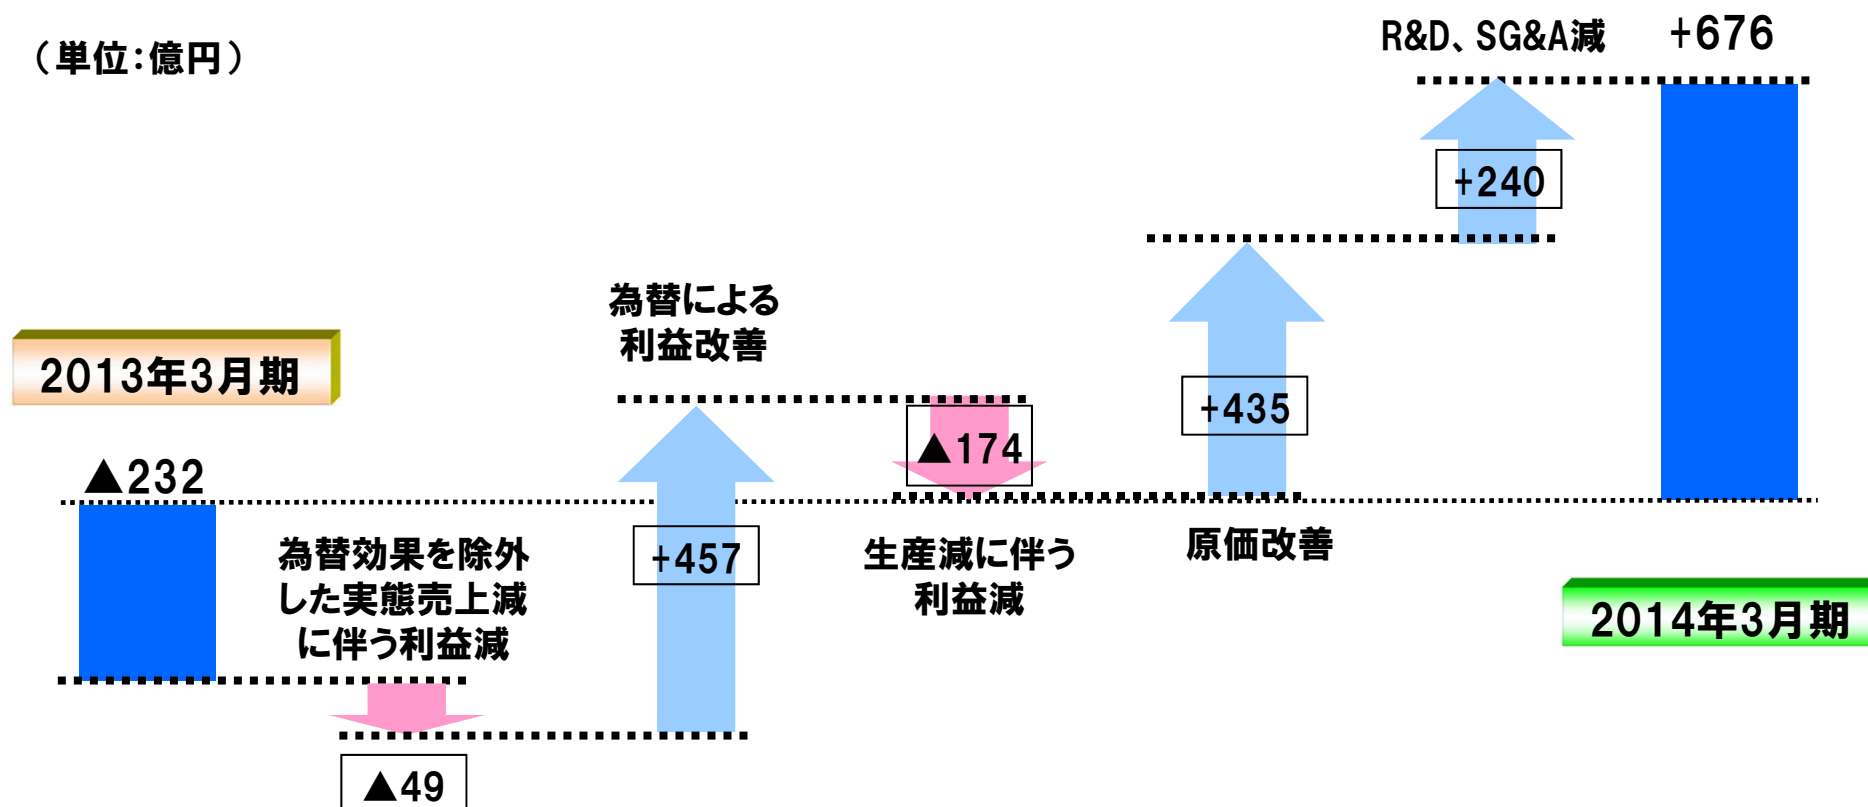 （単位：億円）
R&D、SG&A減
+676
+240
為替による
利益改善
2013年3月期
+435
▲174
▲232
為替効果を除外
した実態売上減
に伴う利益減
+457
生産減に伴う
利益減
原価改善
2014年3月期
▲49